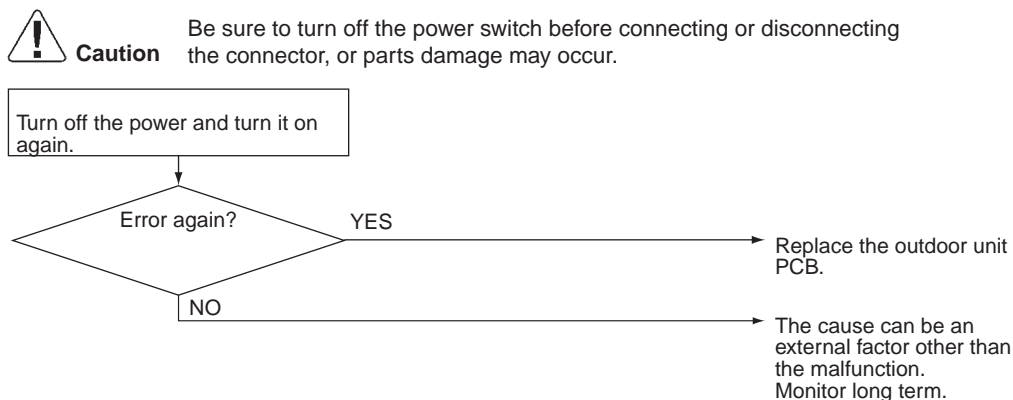 Be sure to turn off the power switch before connecting or disconnecting
Caution the connector, or parts damage may occur.
Turn off the power and turn it on
again.
Error again?
YES
Replace the outdoor unit
PCB.
NO
The cause can be an
external factor other than
the malfunction.
Monitor long term.